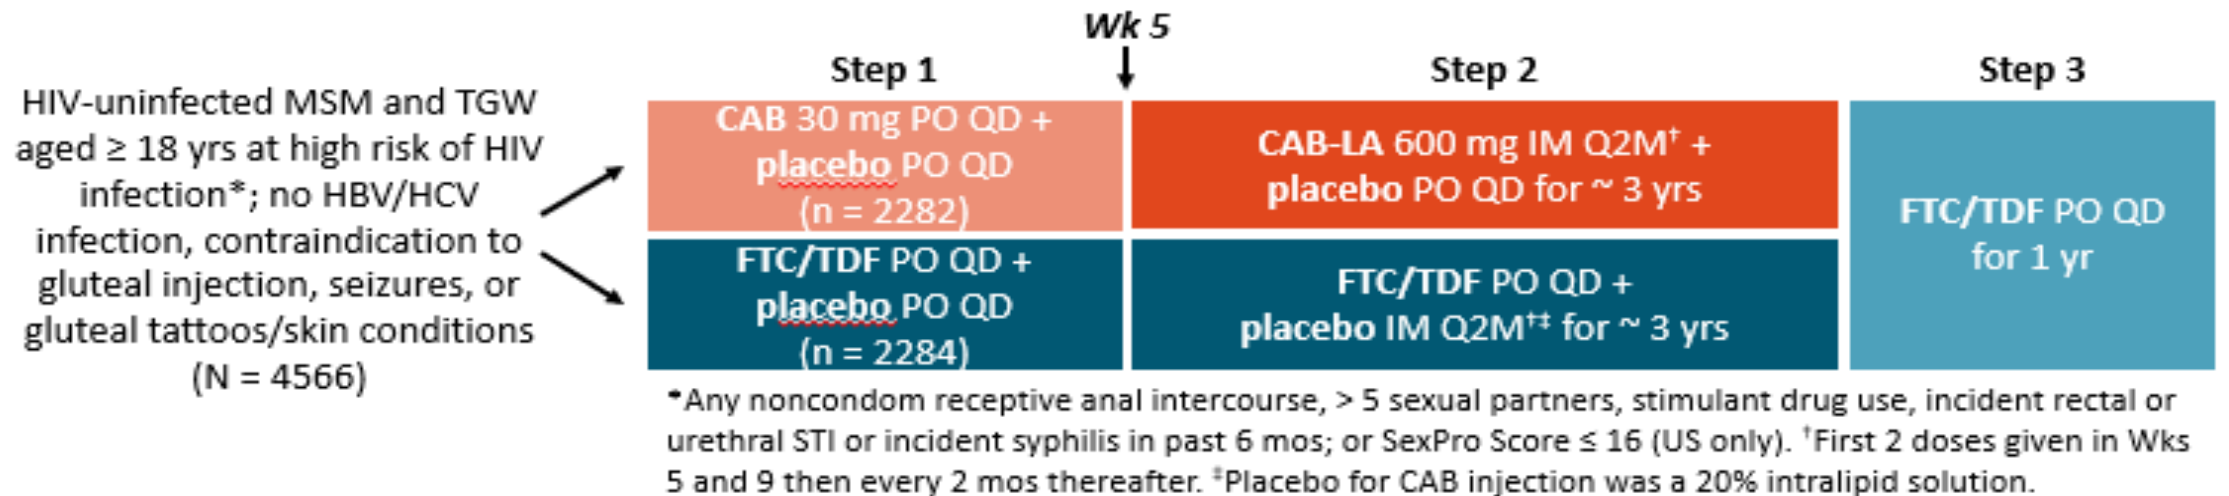 Wk 5
Step 1
Step 2
Step 3
HIV-uninfected MSM and TGW
aged ≥ 18 yrs at high risk of HIV
infection*; no HBV/HCV
infection, contraindication to
gluteal injection, seizures, or
gluteal tattoos/skin conditions
(N = 4566)
CAB 30 mg PO QD +
placebo PO QD
(n = 2282)
CAB-LA 600 mg IM Q2M† +
placebo PO QD for ~ 3 yrs
FTC/TDF PO QD +
placebo PO QD
(n = 2284)
FTC/TDF PO QD +
placebo IM Q2M†‡ for ~ 3 yrs
FTC/TDF PO QD
for 1 yr
*Any noncondom receptive anal intercourse, > 5 sexual partners, stimulant drug use, incident rectal or
urethral STI or incident syphilis in past 6 mos; or SexPro Score ≤ 16 (US only). †First 2 doses given in Wks
5 and 9 then every 2 mos thereafter. ‡Placebo for CAB injection was a 20% intralipid solution.